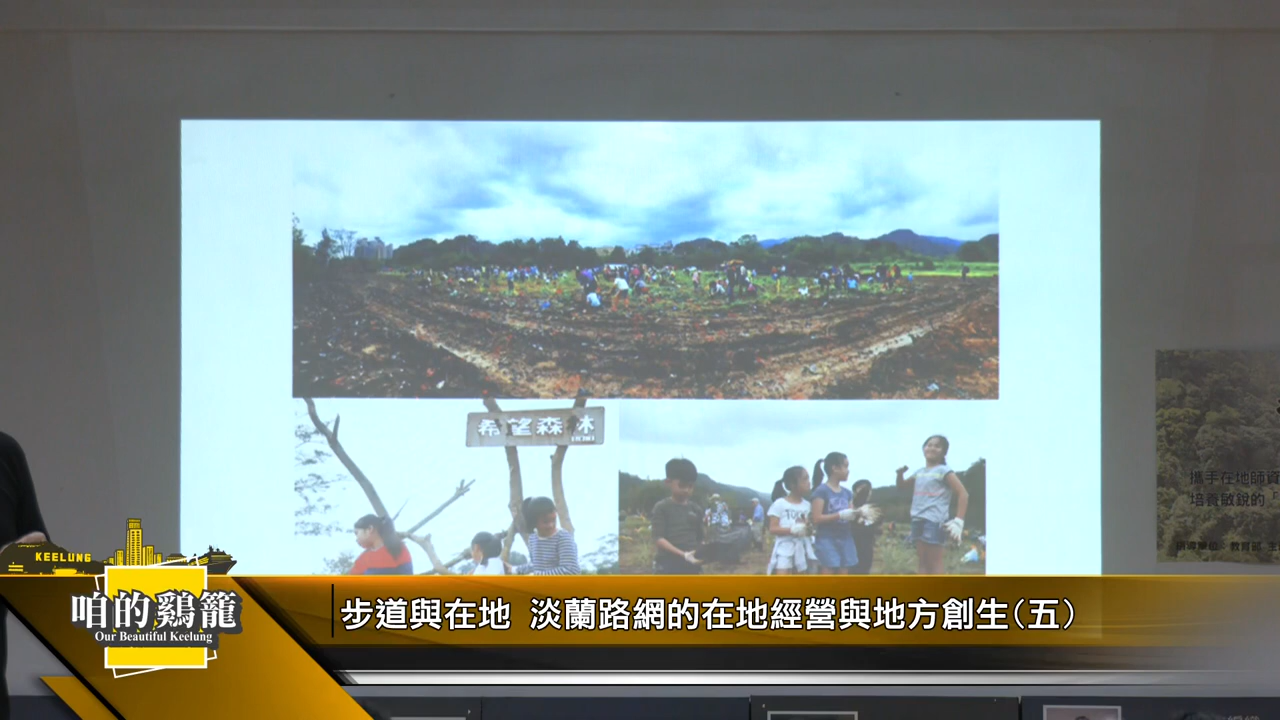 希望森林
攜手在地師資
培養敏銳的「
KEELUNG
咱的鷄籠
Our Beautiful Keelung
步道與在地 淡蘭路網的在地經營與地方創生(五)